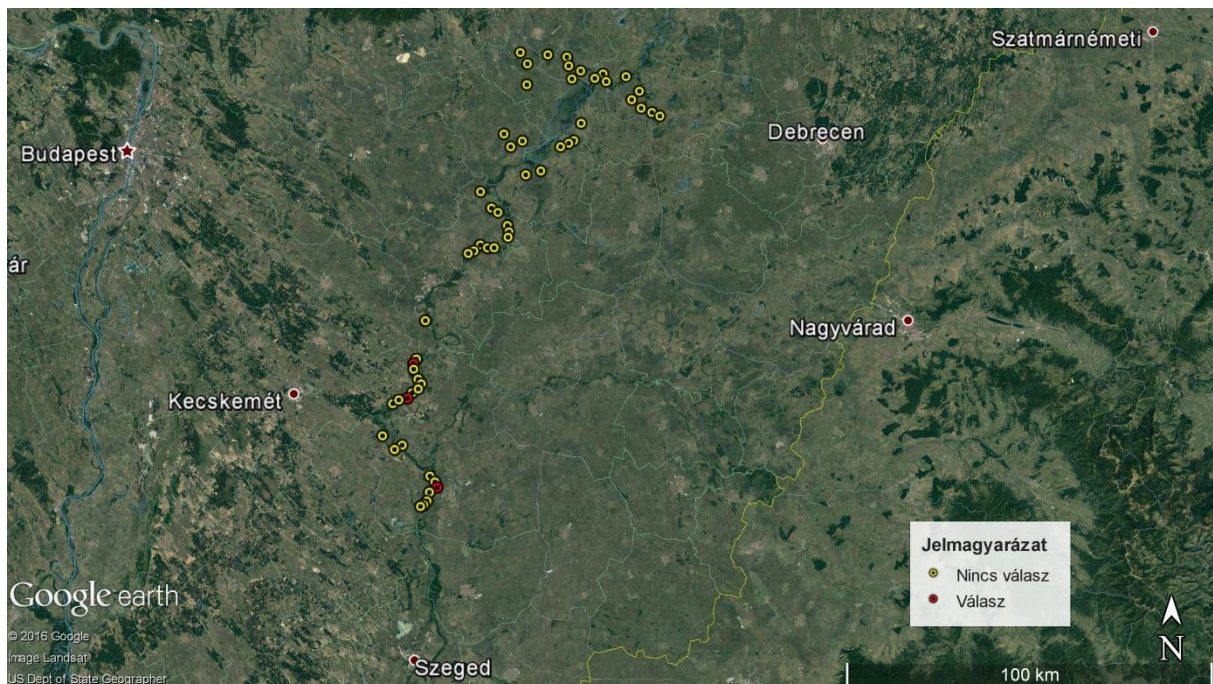 Szatmárnémeti
Debrecen
Budapest
ár
Nagyvárad
Kecskemét
Jelmagyarázat
Nincs válasz
Válasz
Google earth
© 2016 Google
Image Landsat
US Dept of State Geographer
N
Szeged
100 km